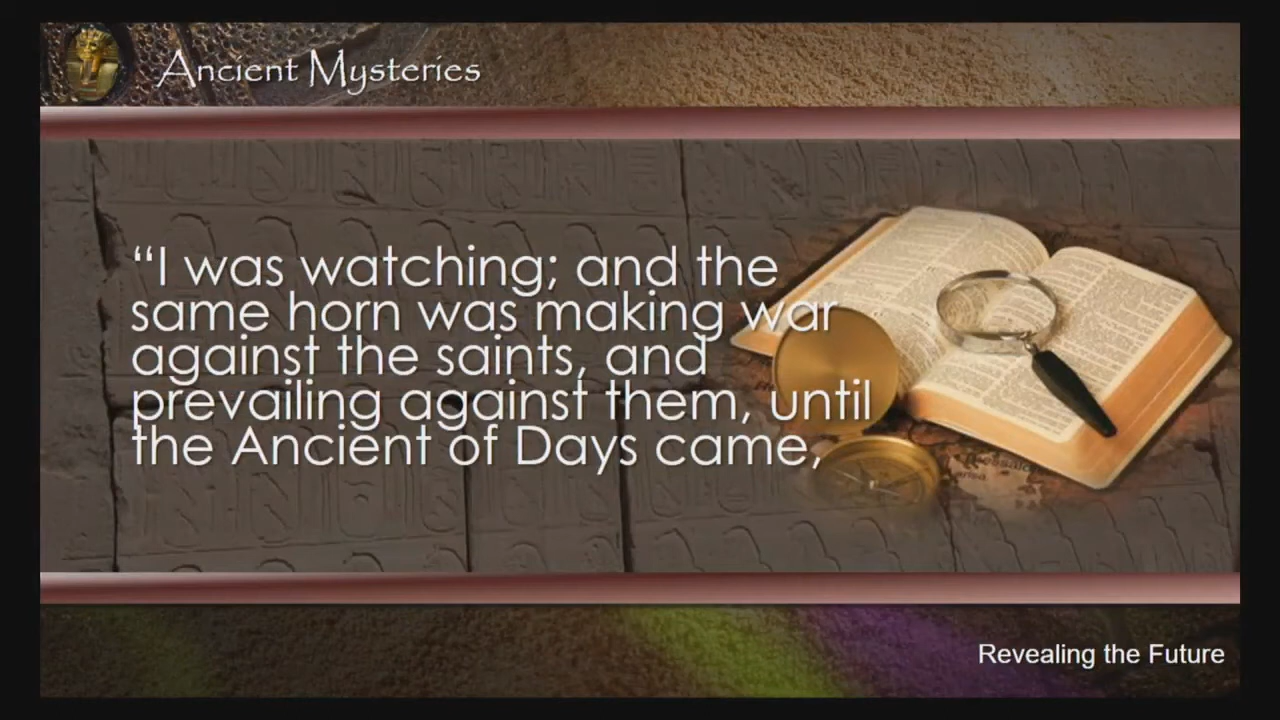 Ancient Mysteries
“I was watching; and the
same horn was making war
against the saints, and
prevailing against them, until
the Ancient of Days came,
Revealing the Future